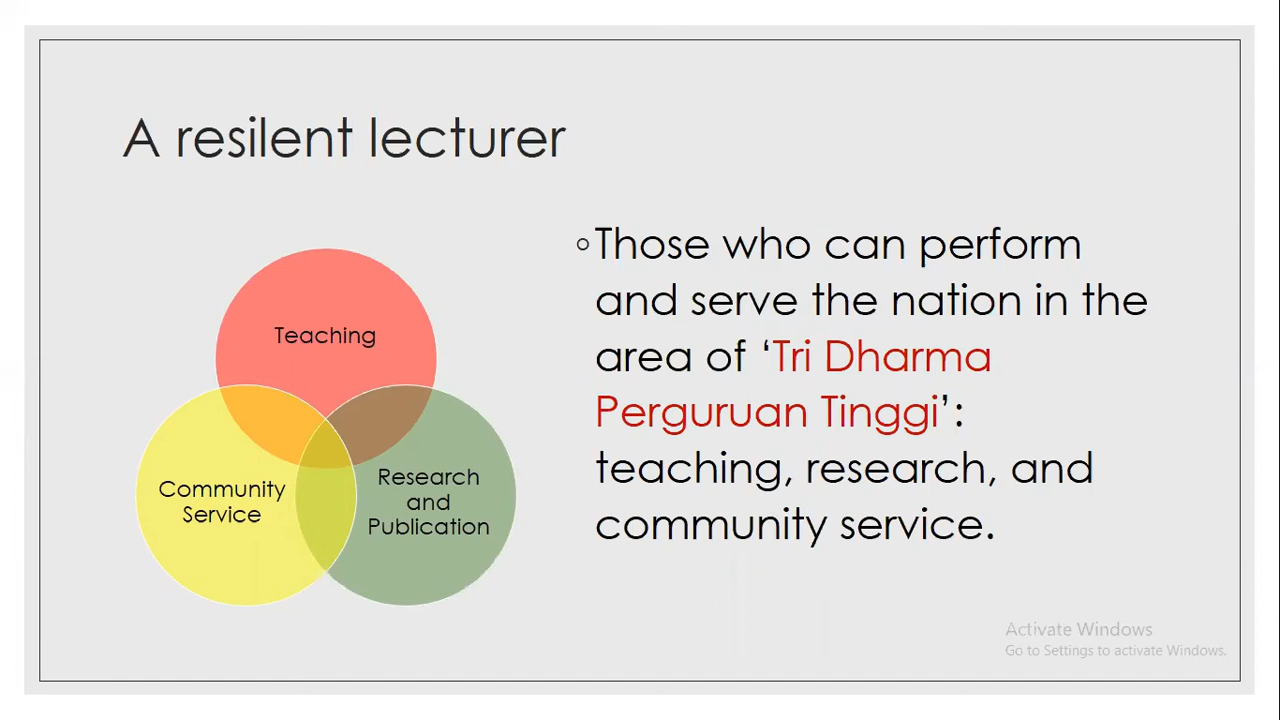 A resilent lecturer
Teaching
Community
Service
Research
and
Publication
◦Those who can perform
and serve the nation in the
area of ‘Tri Dharma
Perguruan Tinggi’:
teaching, research, and
community service.
Activate Windows
Go to Settings to activate Windows.